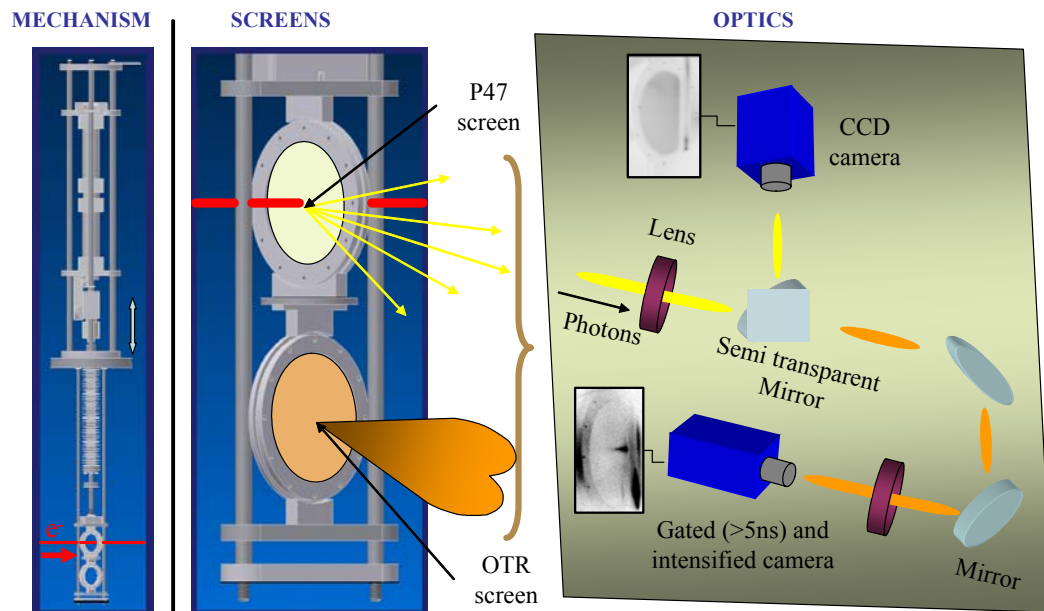 MECHANISM
SCREENS
OPTICS
P47
screen
CCD
camera
Lens
Photons
Semi transparent
Mirror
e-
Gated (>5ns) and
intensified camera
Mirror
OTR
screen